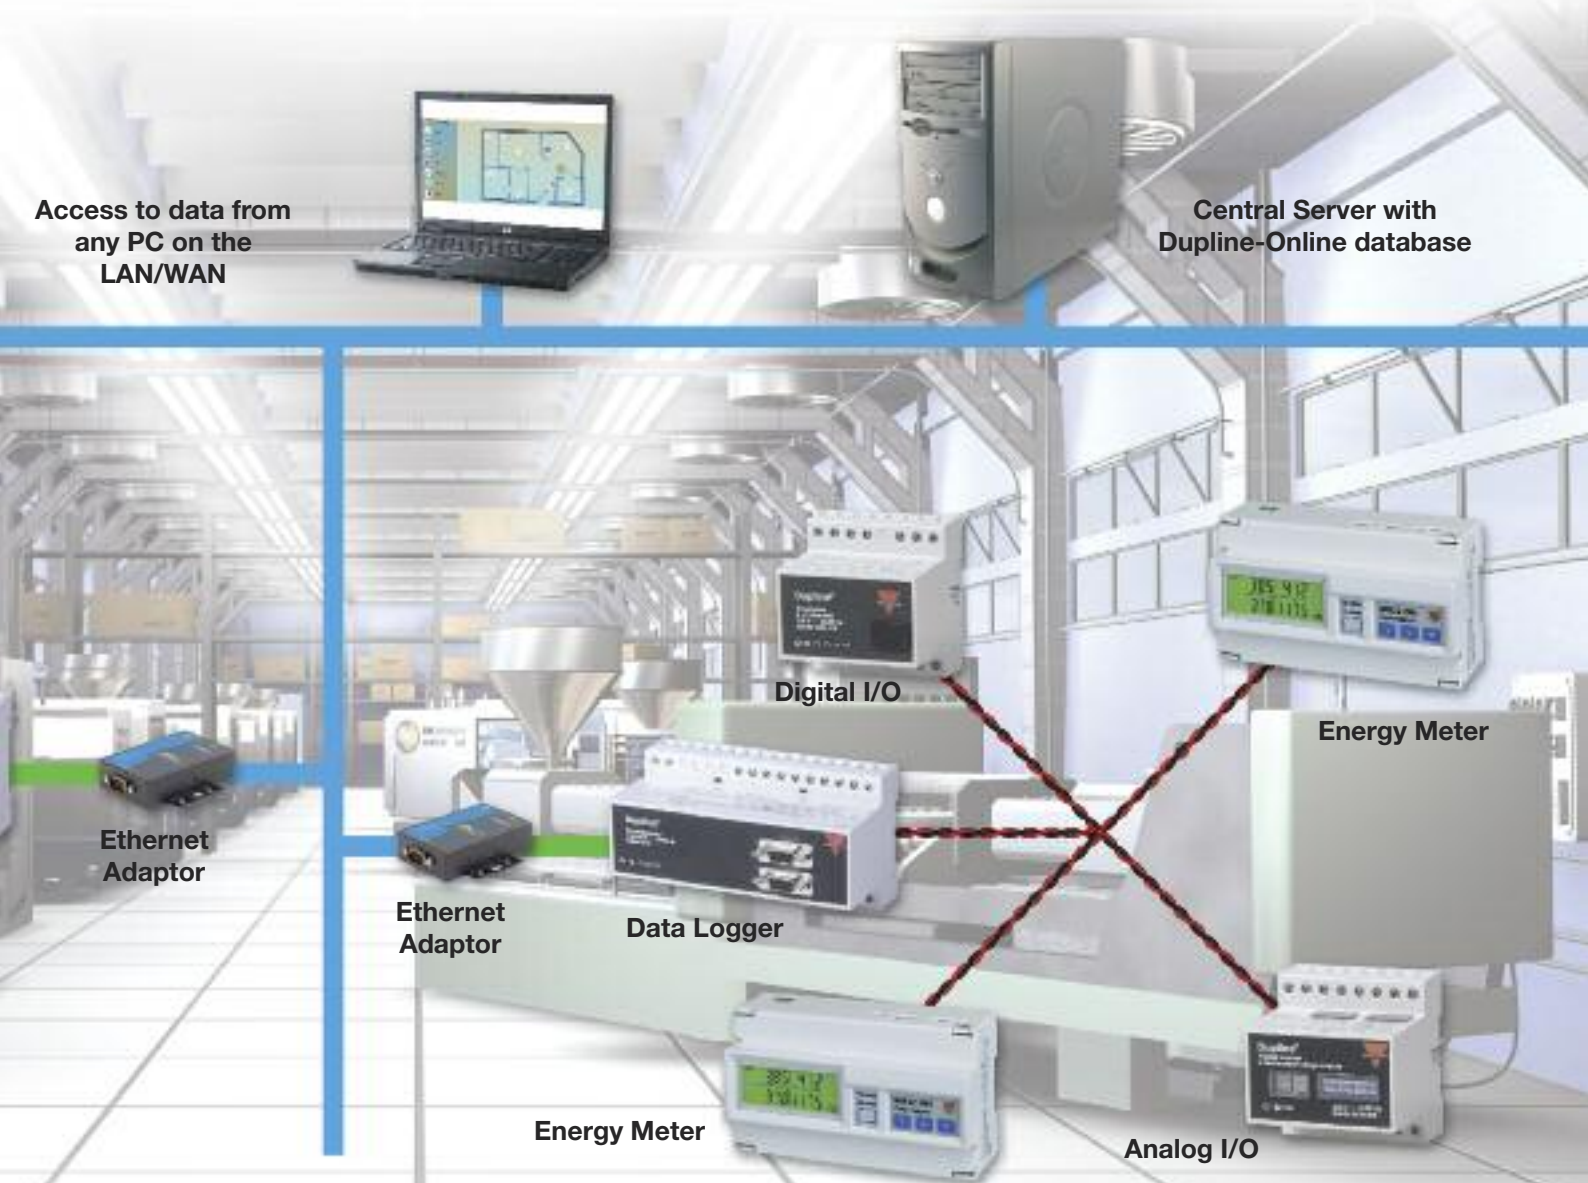 Access to data from
any PC on the
LAN/WAN
Central Server with
Dupline-Online database
Digital I/O
Energy Meter
Ethernet
Adaptor
Ethernet
Adaptor
Data Logger
Energy Meter
Analog I/O